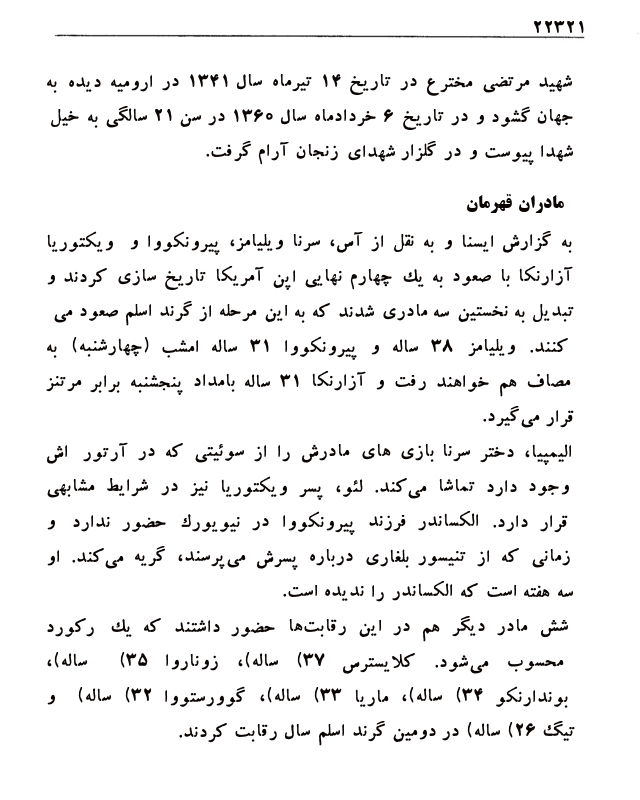 ۲۲۳۲۱
شهید مرتضی مخترع در تاریخ ۱۴ تیرماه سال ۱۳۴۱ در ارومیه دیده به
جهان گشود و در تاریخ ۶ خردادماه سال ۱۳۶۰ در سن ۲۱ سالگی به خیل
شهدا پیوست و در گلزار شهدای زنجان آرام گرفت.
مادران قهرمان
به گزارش ایسنا و به نقل از آس، سرنا ویلیامز، پیرونکووا و ویکتوریا
آزارنکا با صعود به یك چهارم نهایی اپن آمریکا تاریخ سازی کردند و
تبدیل به نخستین سه مادری شدند که به این مرحله از گرند اسلم صعود می
کنند. ویلیامز ۳۸ ساله و پیرونکووا ۳۱ ساله امشب (چهارشنبه) به
مصاف هم خواهند رفت و آزارنکا ۳۱ ساله بامداد پنجشنبه برابر مرتنز
قرار می‌گیرد.
الیمپیا، دختر سرنا بازی های مادرش را از سوئیتی که در آرتور اش
وجود دارد تماشا می‌کند. لئو، پسر ویکتوریا نیز در شرایط مشابهی
قرار دارد. الکساندر فرزند پیرونکووا در نیویورك حضور ندارد و
زمانی که از تنیسور بلغاری درباره پسرش می‌پرسند، گریه می‌کند. او
سه هفته است که الکساندر را ندیده است.
شش مادر دیگر هم در این رقابت‌ها حضور داشتند که یك رکورد
محسوب می‌شود. کلایسترس ۳۷) ساله)، زوناروا ۳۵) ساله)،
بوندارنکو ۳۴) ساله)، ماریا ۳۳) ساله)، گوورستووا ۳۲) ساله) و
تیگ ۲۶) ساله) در دومین گرند اسلم سال رقابت کردند.